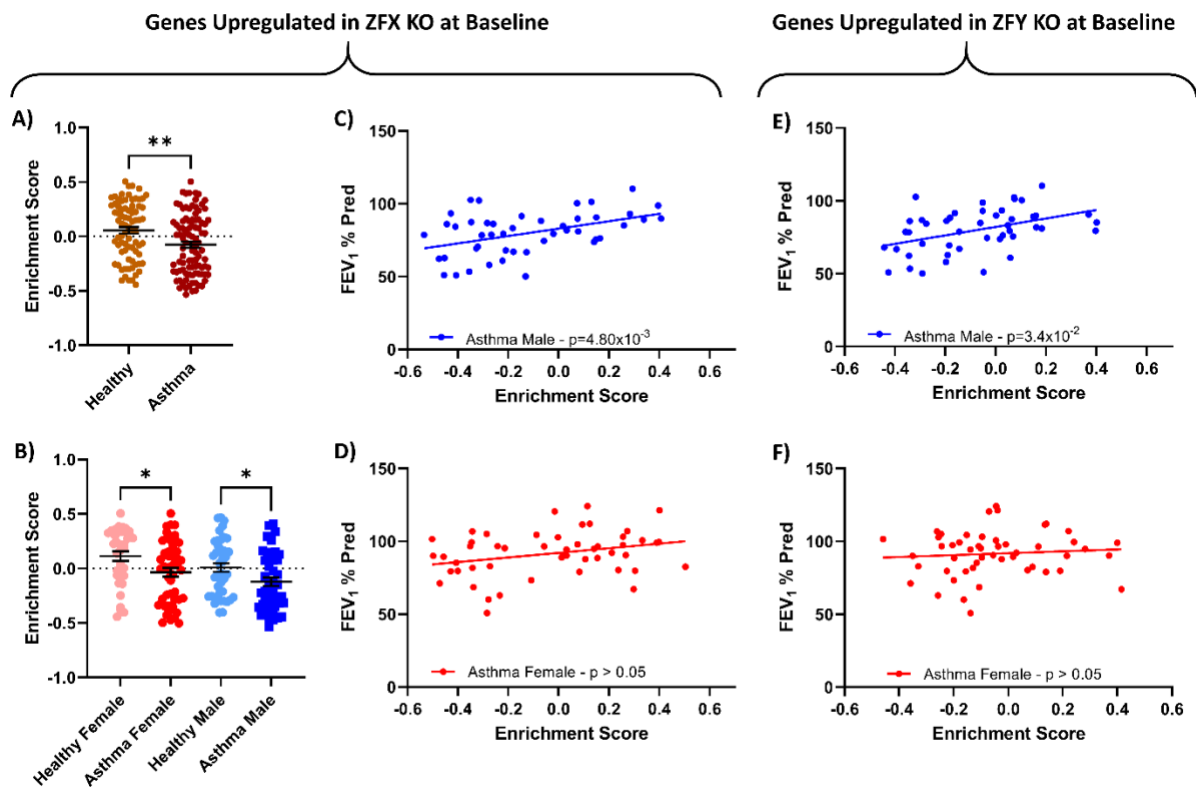 Genes Upregulated in ZFX KO at Baseline
Genes Upregulated in ZFY KO at Baseline
A)
Enrichment Score
1.0
0.5
0.0
-0.5
-1.0
**
Healthy
Asthma
C)
FEV1 % Pred
150
100
50
0
Asthma Male - p=4.80x10-3
-0.6 -0.4 -0.2 0.0 0.2 0.4 0.6
Enrichment Score
E)
FEV1 % Pred
150
100
50
0
Asthma Male - p=3.4x10-2
-0.6 -0.4 -0.2 0.0 0.2 0.4 0.6
Enrichment Score
B)
Enrichment Score
1.0
0.5
0.0
-0.5
-1.0
* *
Healthy Female
Asthma Female
Healthy Male
Asthma Male
D)
FEV1 % Pred
150
100
50
0
Asthma Female - p > 0.05
-0.6 -0.4 -0.2 0.0 0.2 0.4 0.6
Enrichment Score
F)
FEV1 % Pred
150
100
50
0
Asthma Female - p > 0.05
-0.6 -0.4 -0.2 0.0 0.2 0.4 0.6
Enrichment Score